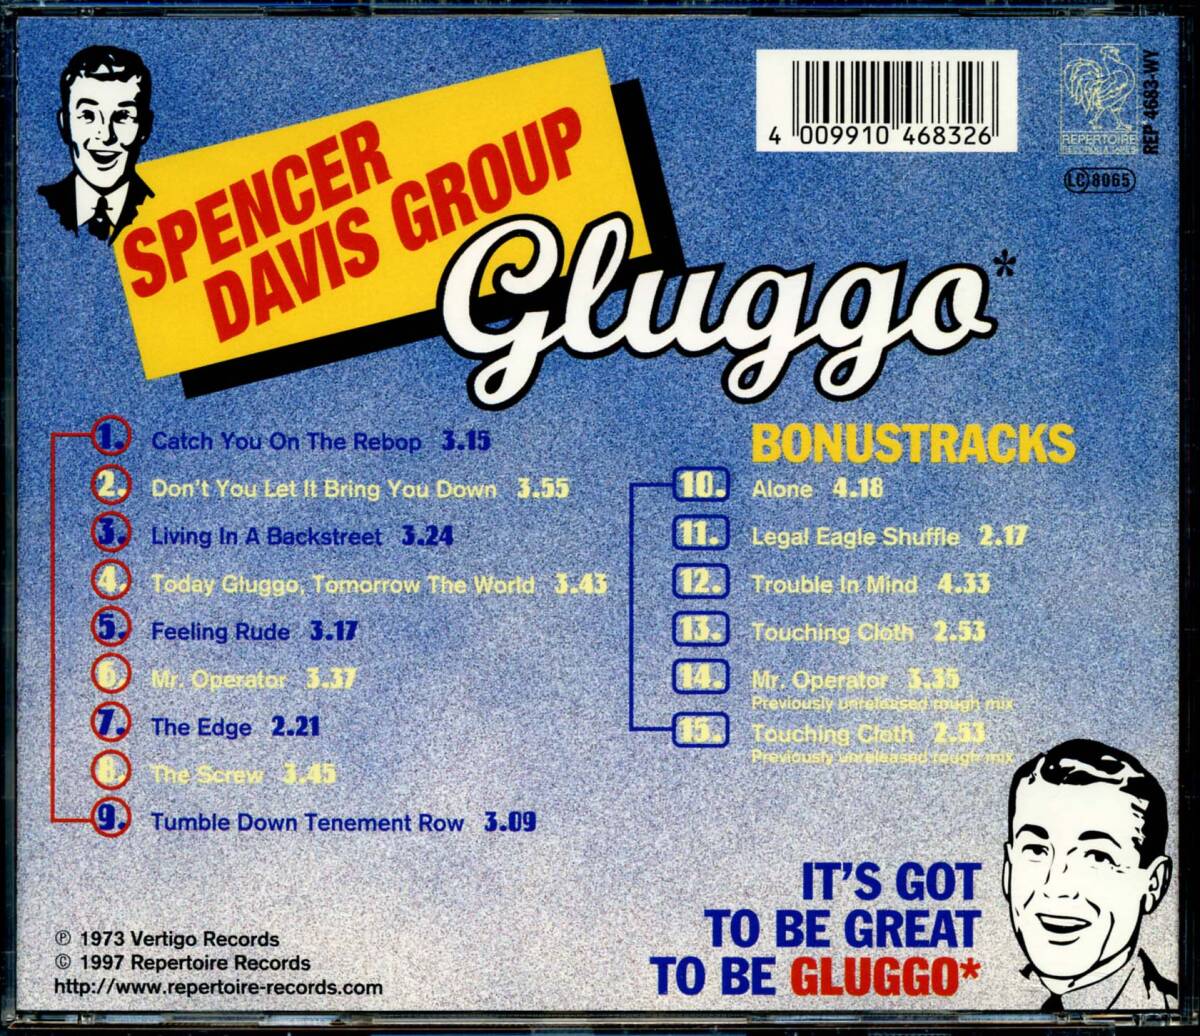 SPENCER
DAVIS GROUP
Gluggo*
4 009910 468326
REPERTOIRE
RECORDS & TAPES
REP 4683-WY
LC 8065
1. Catch You On The Rebop 3.15
2. Don't You Let It Bring You Down 3.55
3. Living In A Backstreet 3.24
4. Today Gluggo, Tomorrow The World 3.43
5. Feeling Rude 3.17
6. Mr. Operator 3.37
7. The Edge 2.21
8. The Screw 3.45
9. Tumble Down Tenement Row 3.09
BONUSTRACKS
10. Alone 4.18
11. Legal Eagle Shuffle 2.17
12. Trouble In Mind 4.33
13. Touching Cloth 2.53
14. Mr. Operator 3.35
Previously unreleased rough mix
15. Touching Cloth 2.53
Previously unreleased rough mix
IT'S GOT
TO BE GREAT
TO BE GLUGGO*
℗ 1973 Vertigo Records
© 1997 Repertoire Records
http://www.repertoire-records.com